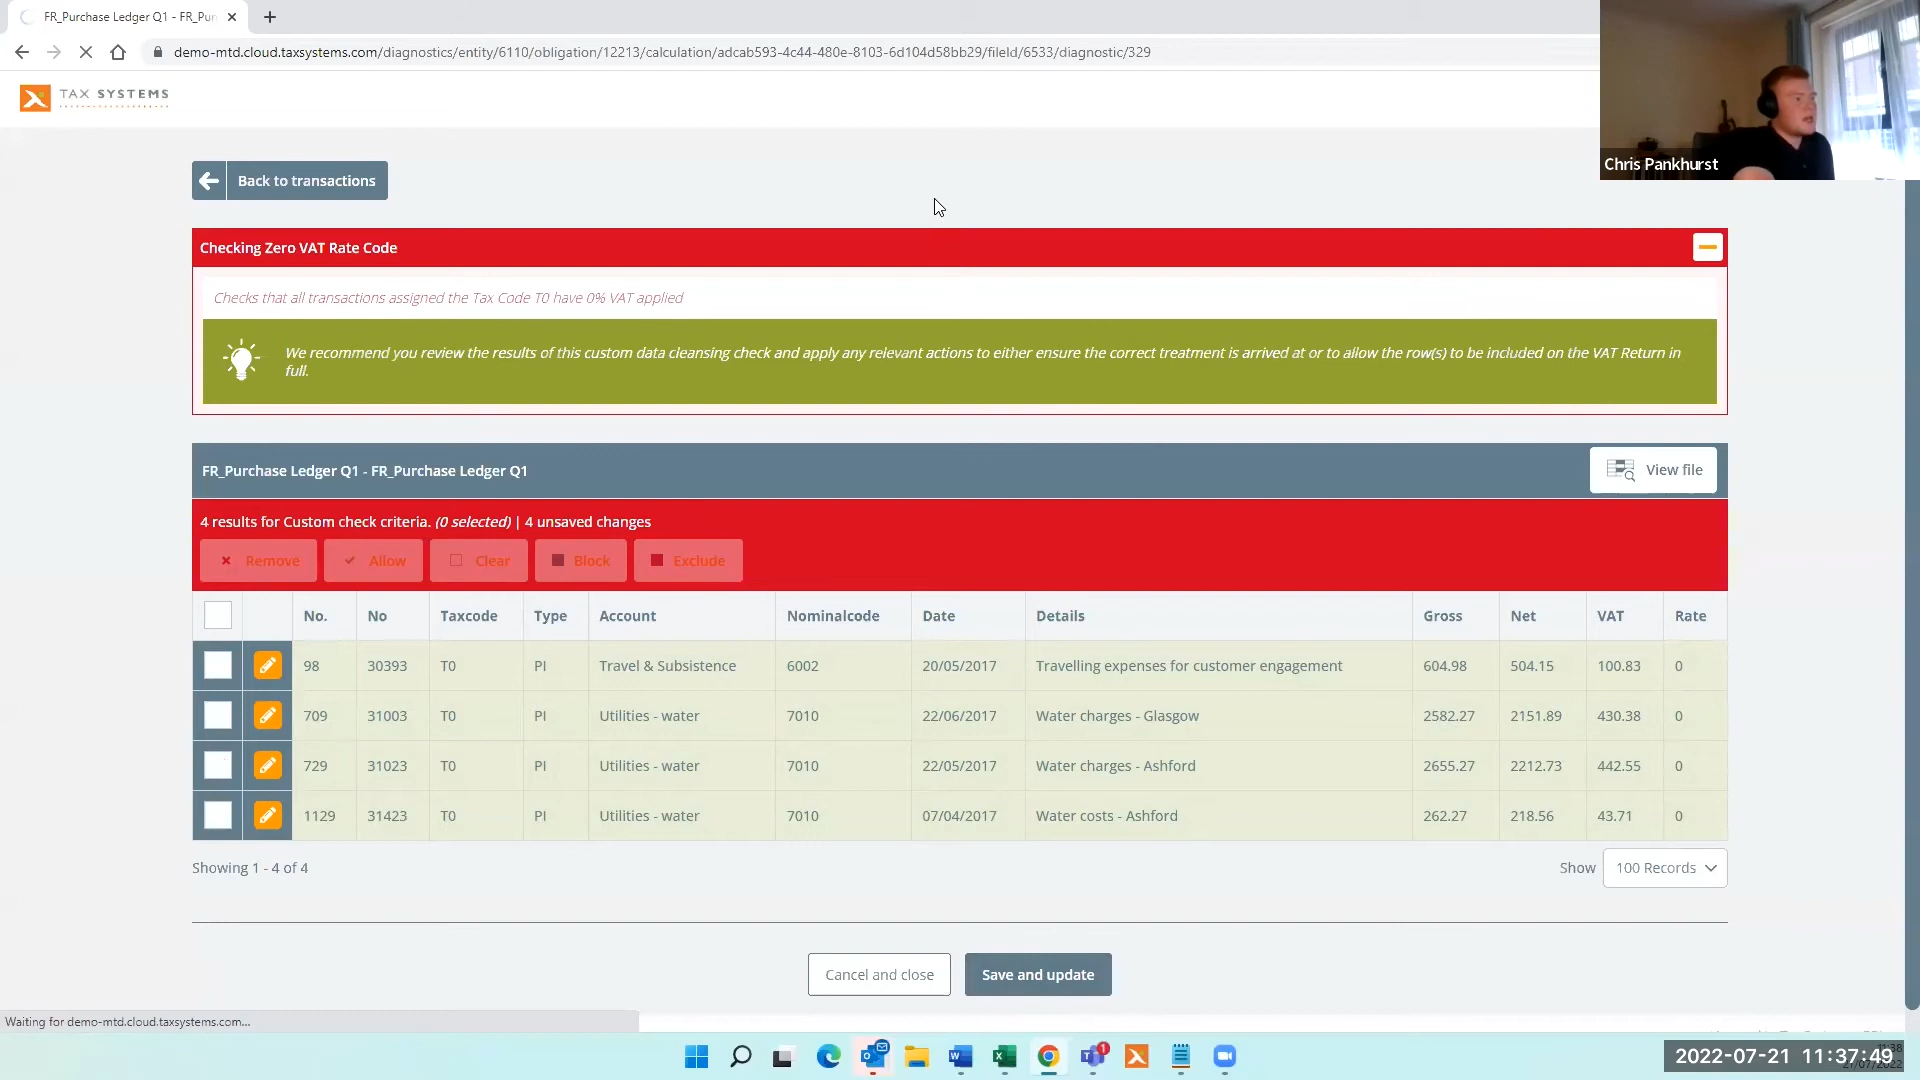 FR_Purchase Ledger Q1 - FR_Pur
demo-mtd.cloud.taxsystems.com/diagnostics/entity/6110/obligation/12213/calculation/adcab593-4c44-480e-8103-6d104d58bb29/fileId/6533/diagnostic/329
TAX SYSTEMS
Chris Pankhurst
Back to transactions
Checking Zero VAT Rate Code
Checks that all transactions assigned the Tax Code T0 have 0% VAT applied
We recommend you review the results of this custom data cleansing check and apply any relevant actions to either ensure the correct treatment is arrived at or to allow the row(s) to be included on the VAT Return in
full.
FR_Purchase Ledger Q1 - FR_Purchase Ledger Q1
View file
4 results for Custom check criteria. (0 selected) | 4 unsaved changes
Remove Allow Clear Block Exclude
No. No Taxcode Type Account Nominalcode Date Details Gross Net VAT Rate
98 30393 T0 PI Travel & Subsistence 6002 20/05/2017 Travelling expenses for customer engagement 604.98 504.15 100.83 0
709 31003 T0 PI Utilities - water 7010 22/06/2017 Water charges - Glasgow 2582.27 2151.89 430.38 0
729 31023 T0 PI Utilities - water 7010 22/05/2017 Water charges - Ashford 2655.27 2212.73 442.55 0
1129 31423 T0 PI Utilities - water 7010 07/04/2017 Water costs - Ashford 262.27 218.56 43.71 0
Showing 1 - 4 of 4
Show 100 Records
Cancel and close Save and update
Waiting for demo-mtd.cloud.taxsystems.com...
1
2022-07-21 11:37:49